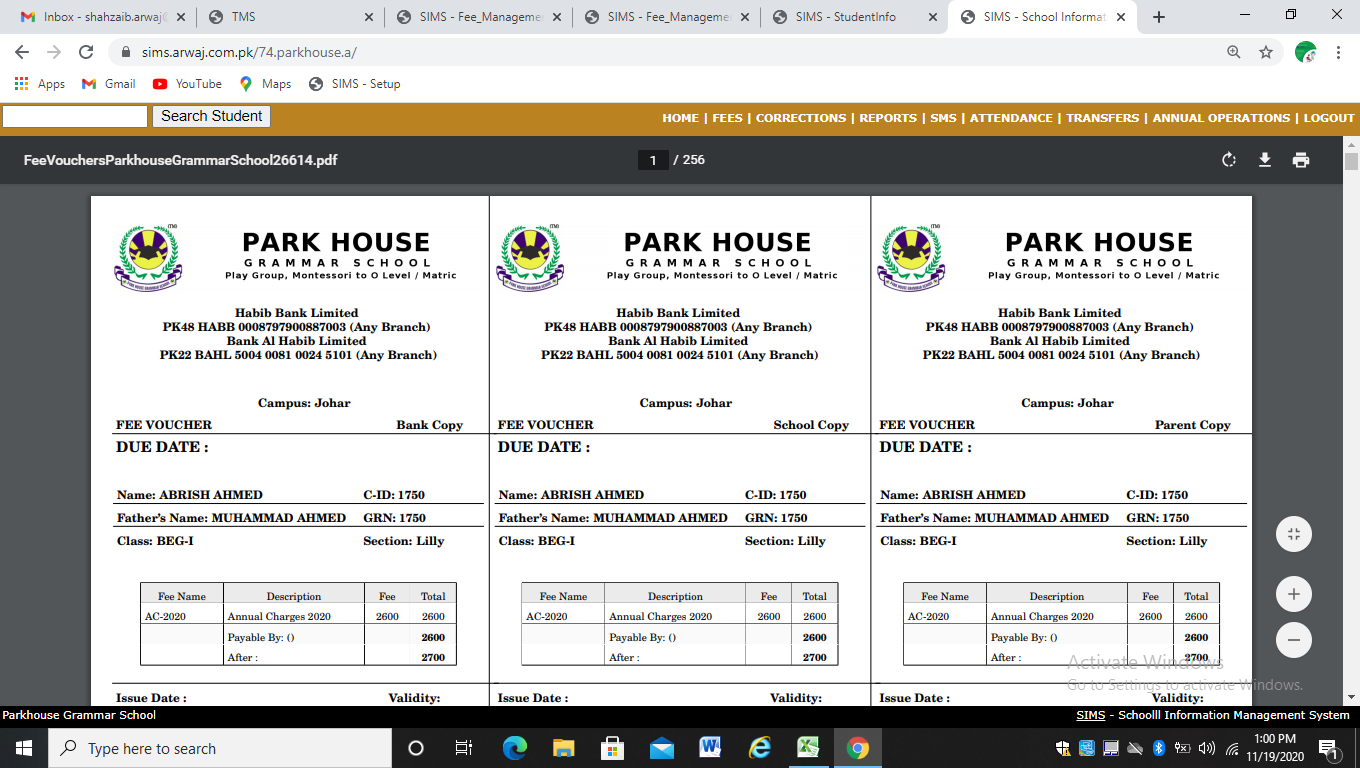 Inbox - shahzaib.arwaj@
TMS
SIMS - Fee_Manageme
SIMS - Fee_Manageme
SIMS - StudentInfo
SIMS - School Informat
sims.arwaj.com.pk/74.parkhouse.a/
Apps
Gmail
YouTube
Maps
SIMS - Setup
Search Student
HOME | FEES | CORRECTIONS | REPORTS | SMS | ATTENDANCE | TRANSFERS | ANNUAL OPERATIONS | LOGOUT
FeeVouchersParkhouseGrammarSchool26614.pdf
1 / 256
PARK HOUSE
GRAMMAR SCHOOL
Play Group, Montessori to O Level / Matric
Habib Bank Limited
PK48 HABB 0008797900887003 (Any Branch)
Bank Al Habib Limited
PK22 BAHL 5004 0081 0024 5101 (Any Branch)
Campus: Johar
FEE VOUCHER Bank Copy
DUE DATE :
Name: ABRISH AHMED C-ID: 1750
Father's Name: MUHAMMAD AHMED GRN: 1750
Class: BEG-I Section: Lilly
Fee Name Description Fee Total
AC-2020 Annual Charges 2020 2600 2600
Payable By: () 2600
After : 2700
Issue Date : Validity:
PARK HOUSE
GRAMMAR SCHOOL
Play Group, Montessori to O Level / Matric
Habib Bank Limited
PK48 HABB 0008797900887003 (Any Branch)
Bank Al Habib Limited
PK22 BAHL 5004 0081 0024 5101 (Any Branch)
Campus: Johar
FEE VOUCHER School Copy
DUE DATE :
Name: ABRISH AHMED C-ID: 1750
Father's Name: MUHAMMAD AHMED GRN: 1750
Class: BEG-I Section: Lilly
Fee Name Description Fee Total
AC-2020 Annual Charges 2020 2600 2600
Payable By: () 2600
After : 2700
Issue Date : Validity:
PARK HOUSE
GRAMMAR SCHOOL
Play Group, Montessori to O Level / Matric
Habib Bank Limited
PK48 HABB 0008797900887003 (Any Branch)
Bank Al Habib Limited
PK22 BAHL 5004 0081 0024 5101 (Any Branch)
Campus: Johar
FEE VOUCHER Parent Copy
DUE DATE :
Name: ABRISH AHMED C-ID: 1750
Father's Name: MUHAMMAD AHMED GRN: 1750
Class: BEG-I Section: Lilly
Fee Name Description Fee Total
AC-2020 Annual Charges 2020 2600 2600
Payable By: () 2600
After : 2700
Issue Date : Validity:
Activate Windows
Go to Settings to activate Windows.
Parkhouse Grammar School
SIMS - Schoolll Information Management System
Type here to search
1:00 PM
11/19/2020
1